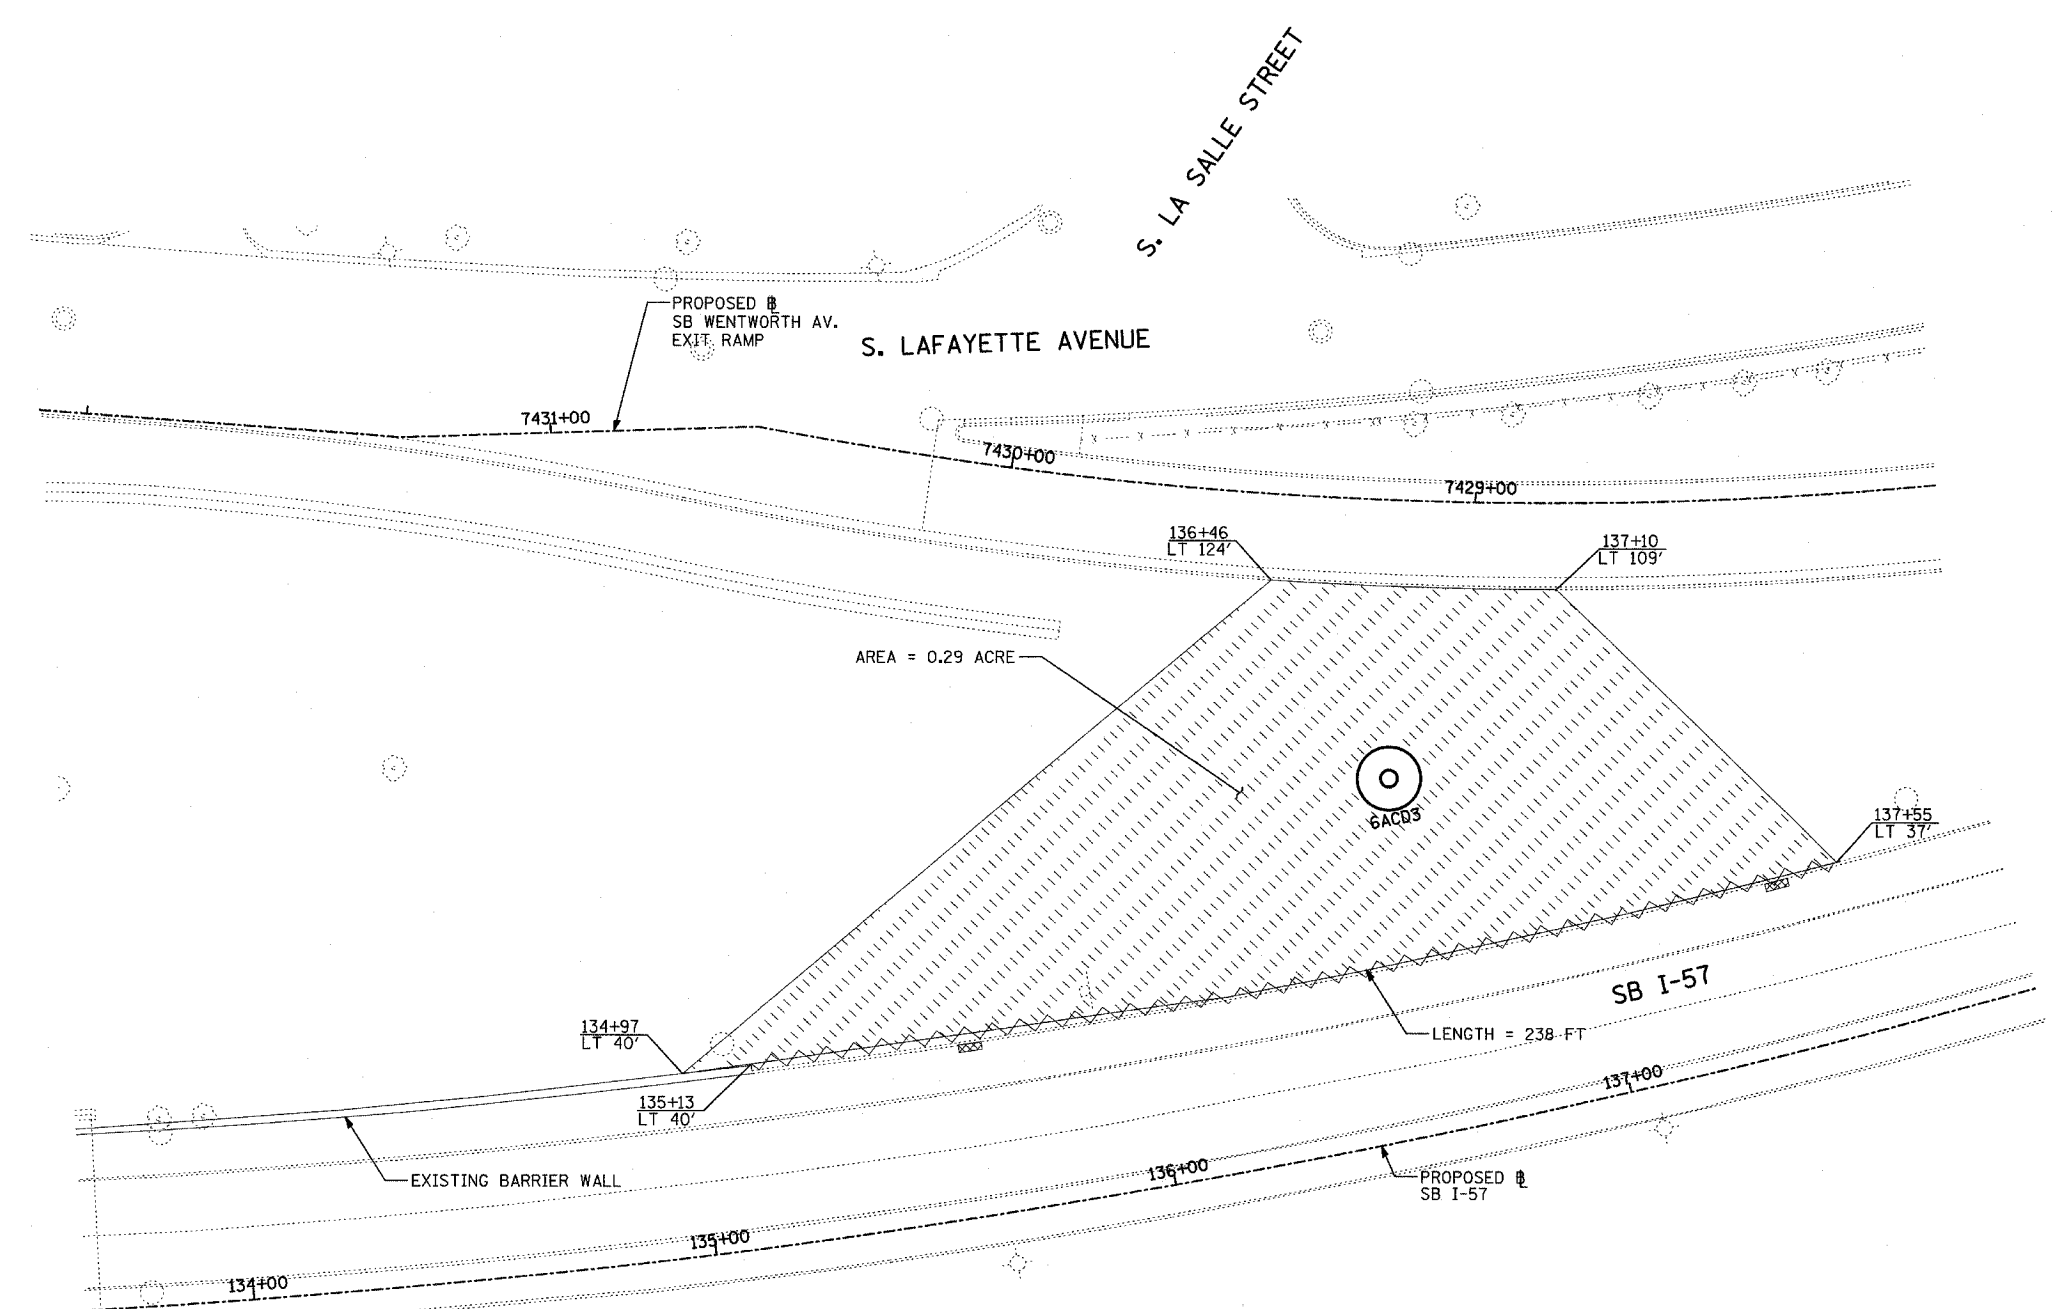 S. LA SALLE STREET
PROPOSED ℄
SB WENTWORTH AV.
EXIT RAMP
S. LAFAYETTE AVENUE
7431+00
7430+00
7429+00
136+46
LT 124'
137+10
LT 109'
AREA = 0.29 ACRE
6ACD3
137+55
LT 37'
SB I-57
134+97
LT 40'
LENGTH = 238 FT
135+13
LT 40'
137+00
EXISTING BARRIER WALL
136+00
PROPOSED ℄
SB I-57
135+00
134+00